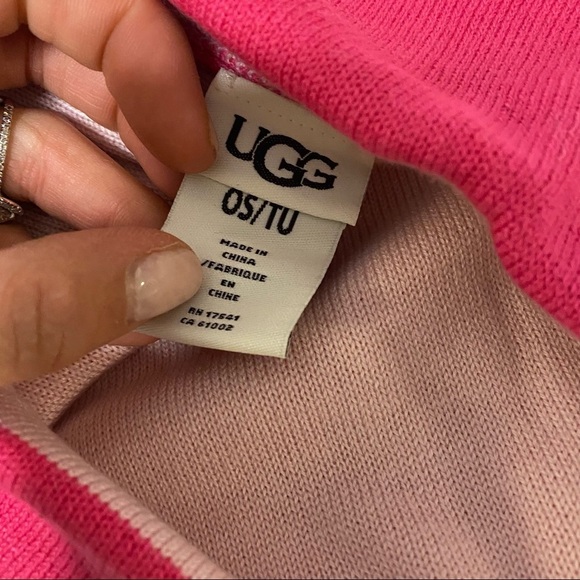 UGG
OS/TU
MADE IN
CHINA
/FABRIQUE
EN
CHINE
RN 17541
CA 61002